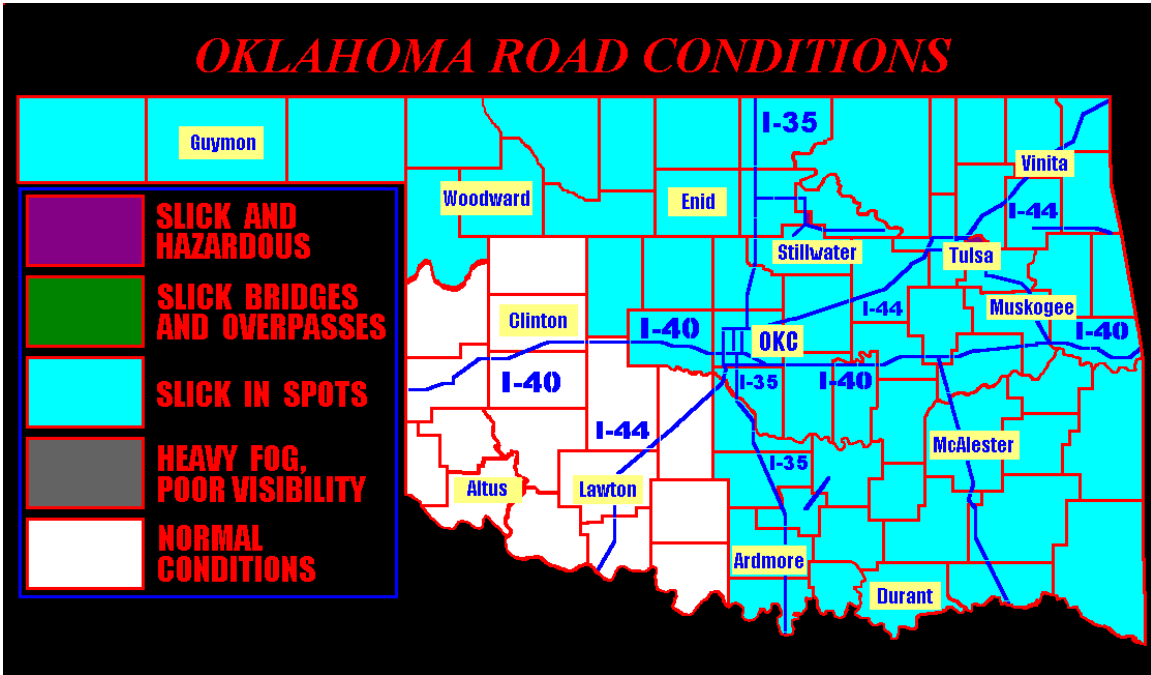 OKLAHOMA ROAD CONDITIONS
I-35
Guymon
Vinita
Woodward
Enid
I-44
SLICK AND
HAZARDOUS
Stillwater
Tulsa
SLICK BRIDGES
AND OVERPASSES
Clinton
I-44
Muskogee
I-40
OKC
I-40
I-40
I-35
I-40
SLICK IN SPOTS
I-44
McAlester
I-35
HEAVY FOG,
POOR VISIBILITY
Altus
Lawton
NORMAL
CONDITIONS
Ardmore
Durant